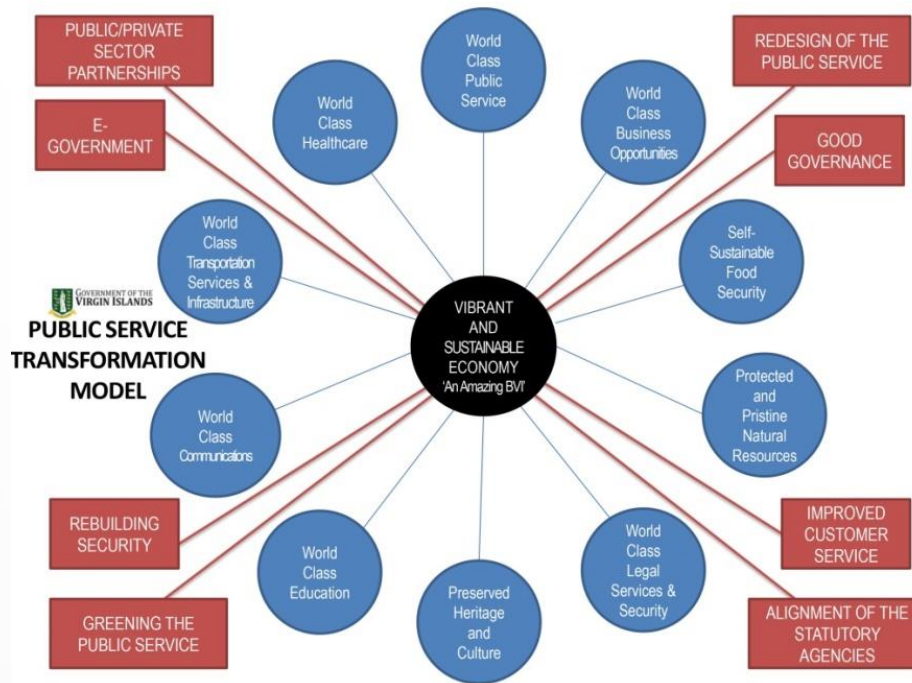 PUBLIC/PRIVATE
SECTOR
PARTNERSHIPS
E-
GOVERNMENT
World
Class
Healthcare
World
Class
Public
Service
World
Class
Business
Opportunities
REDESIGN OF THE
PUBLIC SERVICE
GOOD
GOVERNANCE
World
Class
Transportation
Services &
Infrastructure
Self-
Sustainable
Food
Security
GOVERNMENT OF THE
VIRGIN ISLANDS
PUBLIC SERVICE
TRANSFORMATION
MODEL
VIBRANT
AND
SUSTAINABLE
ECONOMY
'An Amazing BVI'
World
Class
Communications
Protected
and
Pristine
Natural
Resources
REBUILDING
SECURITY
GREENING THE
PUBLIC SERVICE
World
Class
Education
Preserved
Heritage
and
Culture
World
Class
Legal
Services &
Security
IMPROVED
CUSTOMER
SERVICE
ALIGNMENT OF THE
STATUTORY
AGENCIES